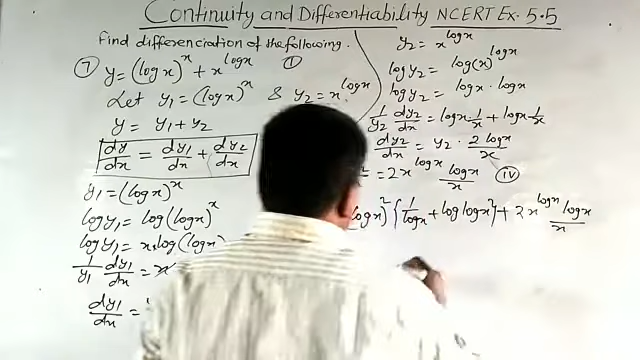 Continuity and Differentiability NCERT Ex. 5.5
Find differenciation of the following.
⑦ y = (log x)^x + x^log x ①
Let y₁ = (log x)^x & y₂ = x^log x
y = y₁ + y₂
dy/dx = dy₁/dx + dy₂/dx
y₁ = (log x)^x
log y₁ = log (log x)^x
log y₁ = x·log (log x)
1/y₁ dy₁/dx = x
dy₁/dx =
y₂ = x^log x
log y₂ = log(x)^log x
log y₂ = log x · log x
1/y₂ dy₂/dx = log x · 1/x + log x 1/x
dy₂/dx = y₂ · 2 log x/x
= 2x^log x log x/x ⓘⓥ
log x)² {1/log x + log log x²} + 2x^log x log x/x